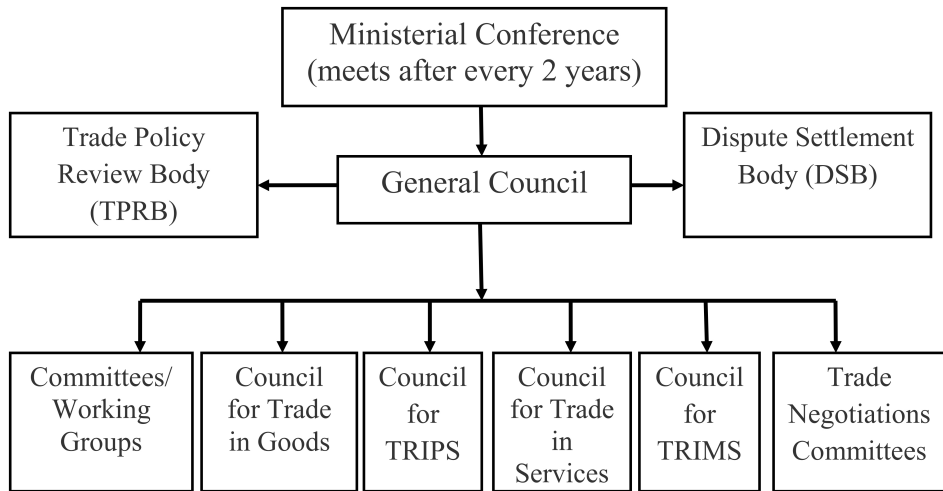 Ministerial Conference
(meets after every 2 years)
Trade Policy
Review Body
(TPRB)
General Council
Dispute Settlement
Body (DSB)
Committees/
Working
Groups
Council
for Trade
in Goods
Council
for
TRIPS
Council
for Trade
in
Services
Council
for
TRIMS
Trade
Negotiations
Committees